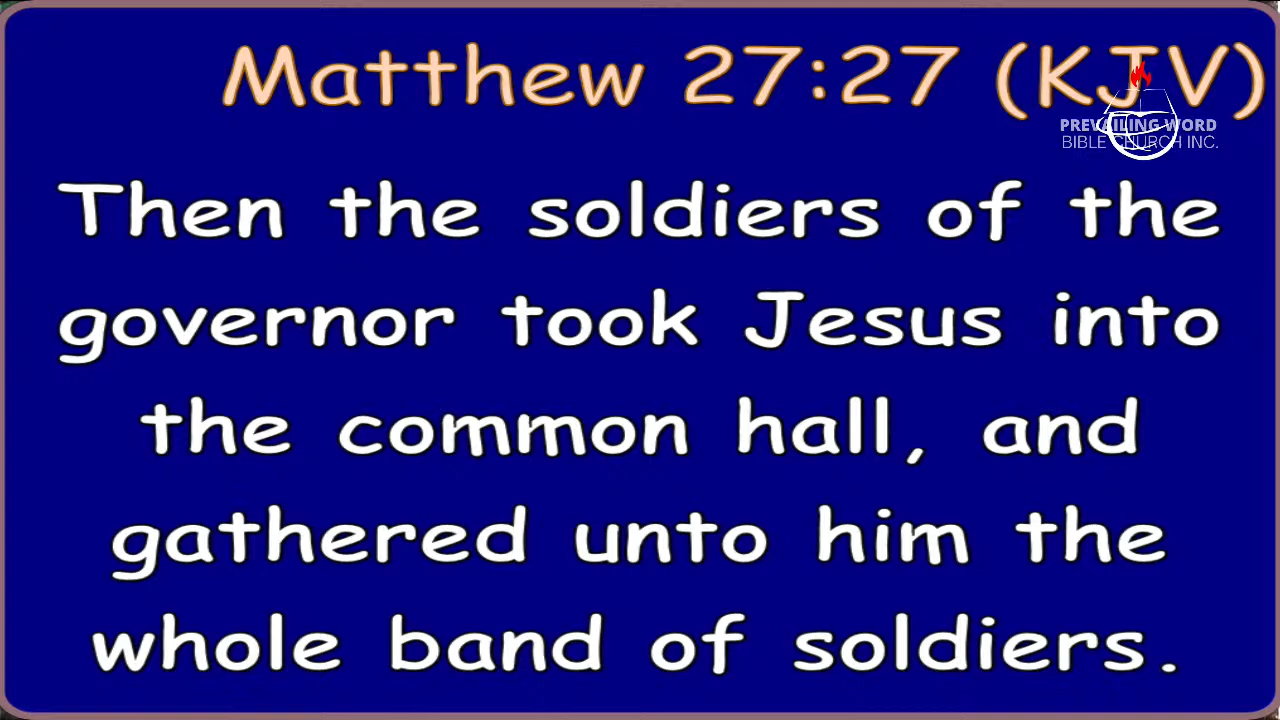 Matthew 27:27 (KJV)
PREVAILING WORD
BIBLE CHURCH INC.
Then the soldiers of the
governor took Jesus into
the common hall, and
gathered unto him the
whole band of soldiers.